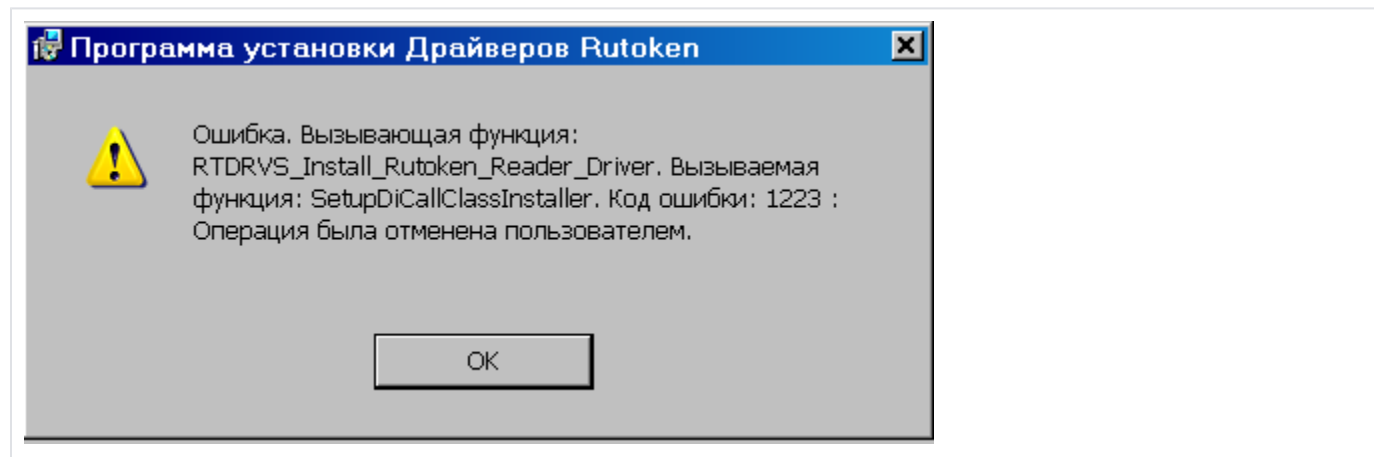 Программа установки Драйверов Rutoken
Ошибка. Вызывающая функция:
RTDRVS_Install_Rutoken_Reader_Driver. Вызываемая
функция: SetupDiCallClassInstaller. Код ошибки: 1223 :
Операция была отменена пользователем.
OK